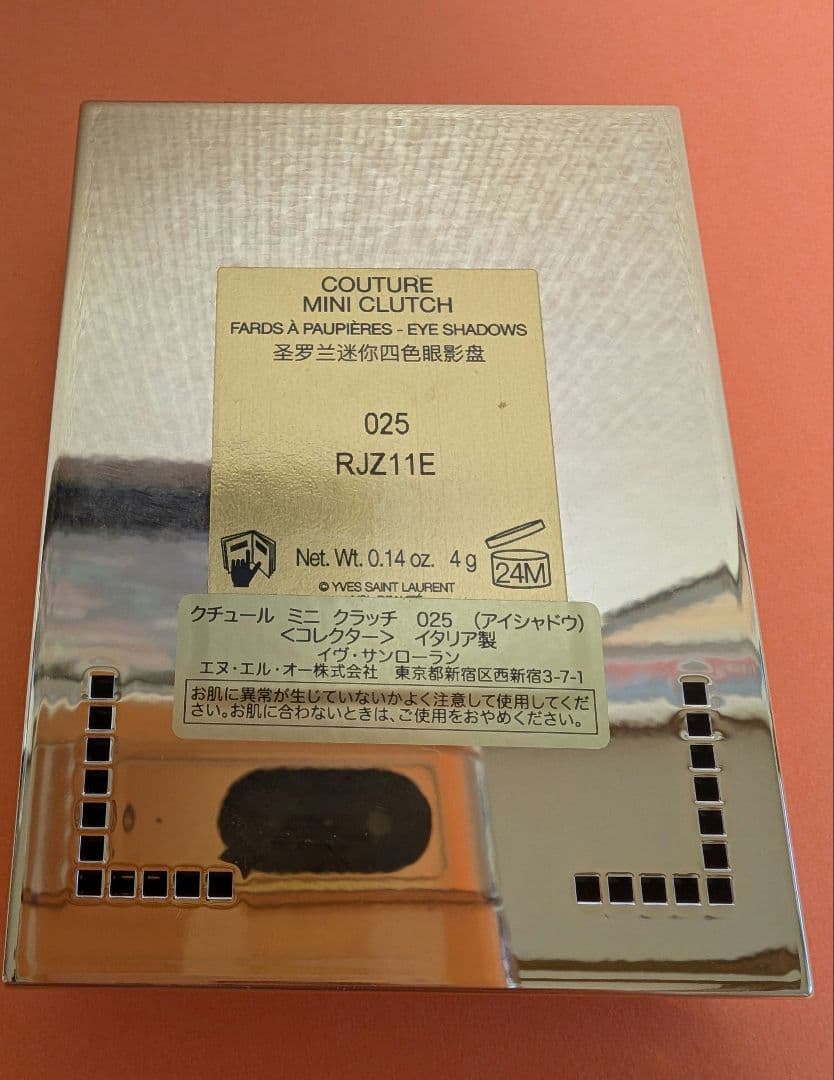 COUTURE
MINI CLUTCH
FARDS À PAUPIÈRES - EYE SHADOWS
圣罗兰迷你四色眼影盘
025
RJZ11E
Net. Wt. 0.14 oz. 4 g
24M
© YVES SAINT LAURENT
クチュール ミニ クラッチ 025 (アイシャドウ)
<コレクター> イタリア製
イヴ・サンローラン
エヌ・エル・オー株式会社 東京都新宿区西新宿3-7-1
お肌に異常が生じていないかよく注意して使用してくだ
さい。お肌に合わないときは、ご使用をおやめください。